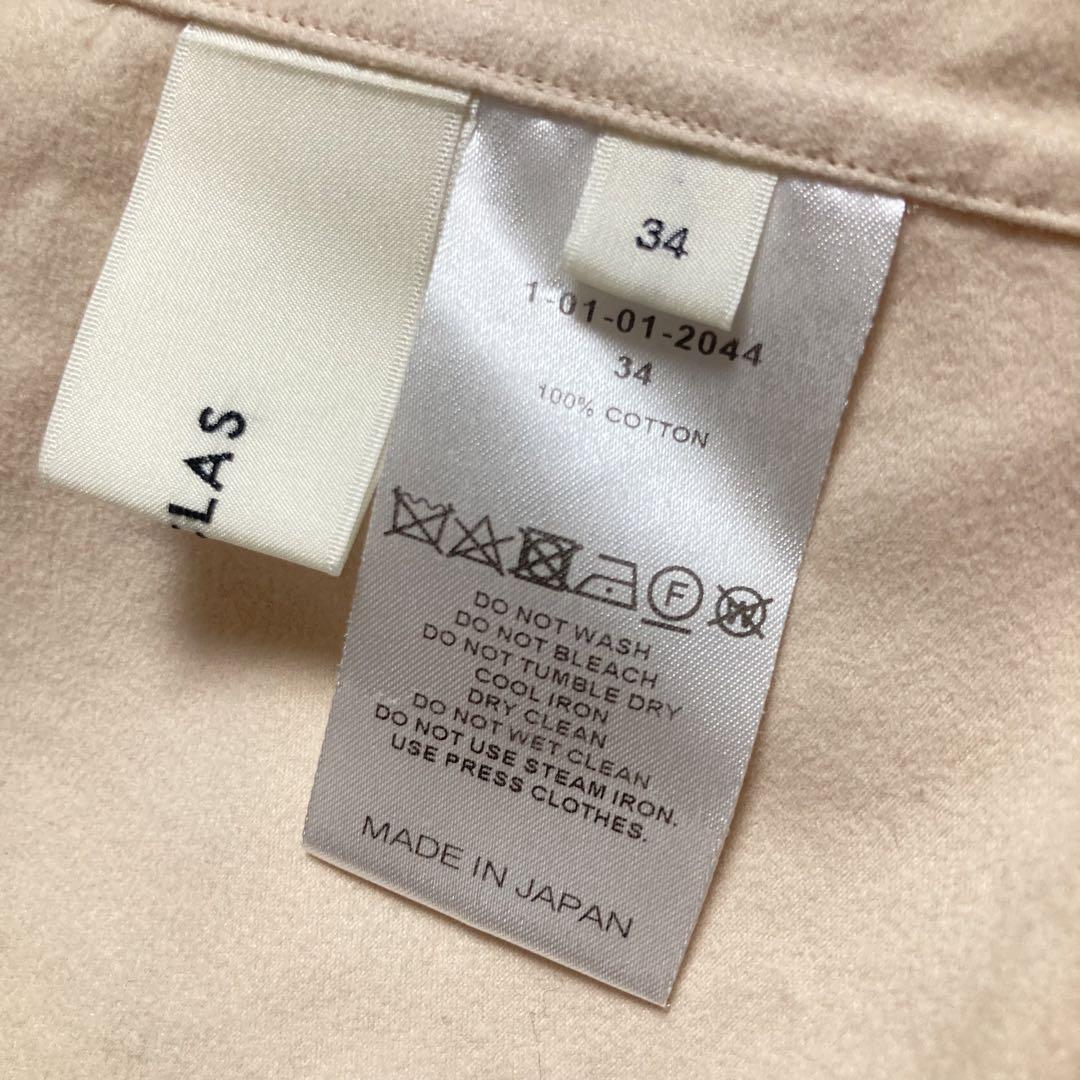 34
1-01-01-2044
34
100% COTTON
F W
DO NOT WASH
DO NOT BLEACH
DO NOT TUMBLE DRY
COOL IRON
DRY CLEAN
DO NOT WET CLEAN
DO NOT USE STEAM IRON.
USE PRESS CLOTHES.
MADE IN JAPAN